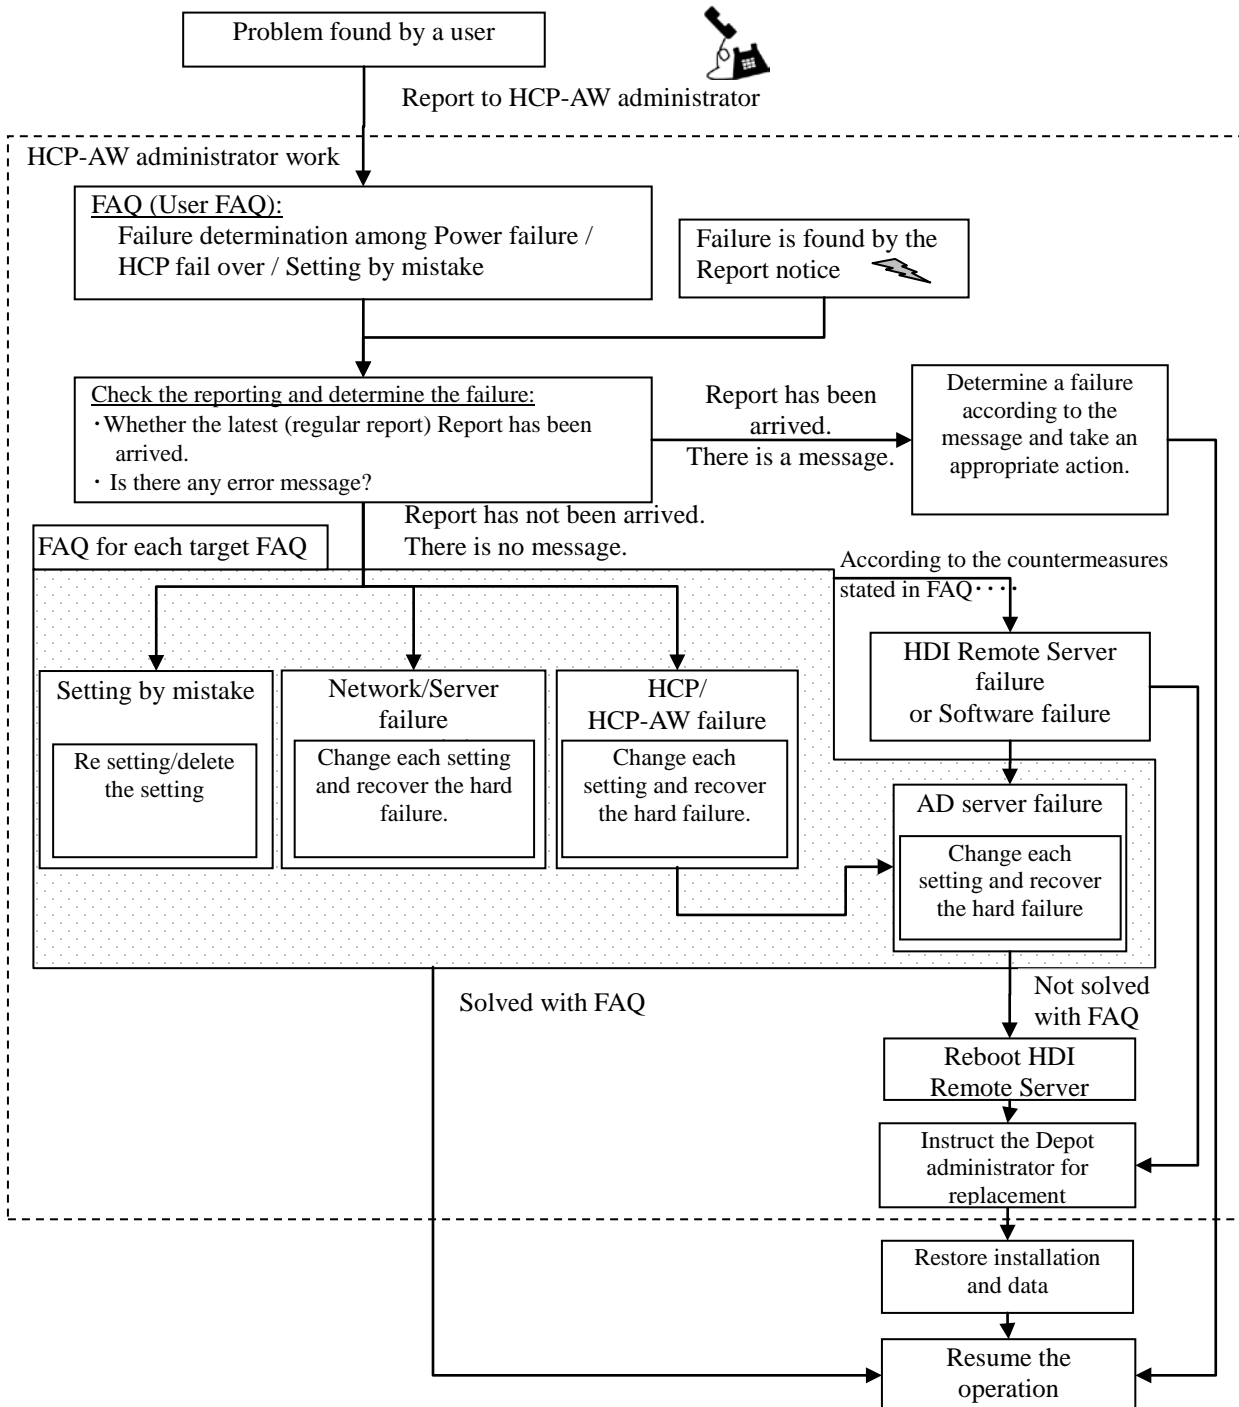 Problem found by a user
Report to HCP-AW administrator
HCP-AW administrator work
FAQ (User FAQ):
Failure determination among Power failure /
HCP fail over / Setting by mistake
Failure is found by the
Report notice
Check the reporting and determine the failure:
・Whether the latest (regular report) Report has been
arrived.
・ Is there any error message?
Report has been
arrived.
There is a message.
Determine a failure
according to the
message and take an
appropriate action.
Report has not been arrived.
There is no message.
FAQ for each target FAQ
According to the countermeasures
stated in FAQ････
HDI Remote Server
failure
or Software failure
Setting by mistake
Re setting/delete
the setting
Network/Server
failure
Change each setting
and recover the hard
failure.
HCP/
HCP-AW failure
Change each
setting and recover
the hard failure.
AD server failure
Change each
setting and recover
the hard failure
Solved with FAQ
Not solved
with FAQ
Reboot HDI
Remote Server
Instruct the Depot
administrator for
replacement
Restore installation
and data
Resume the
operation